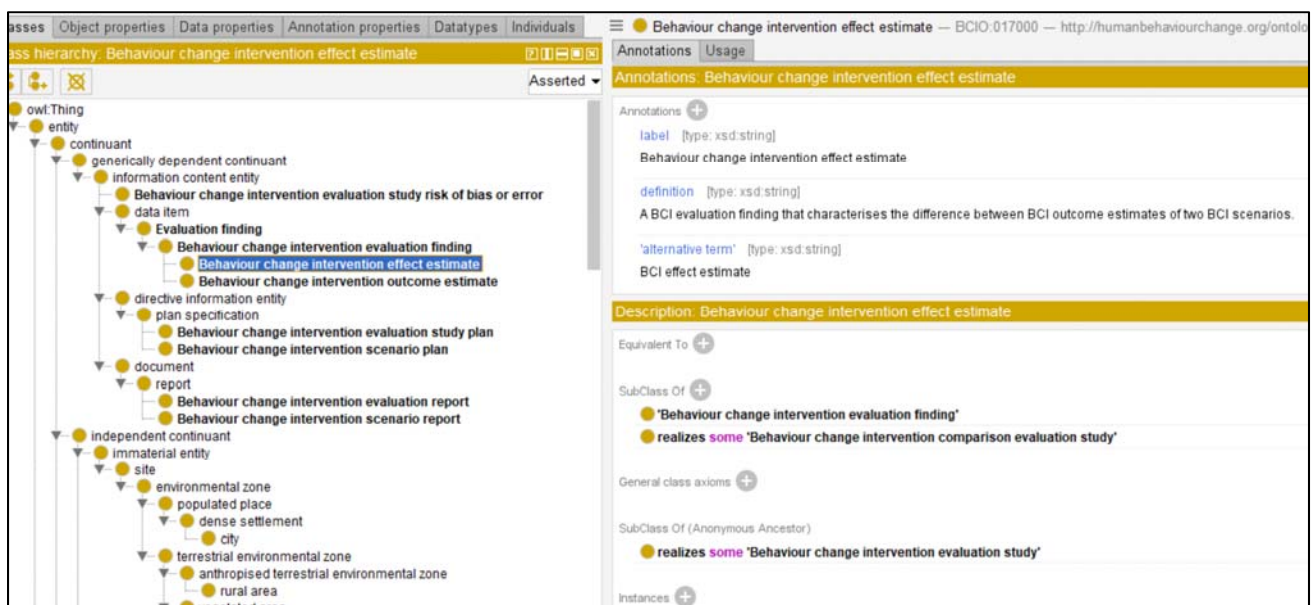 asses Object properties Data properties Annotation properties Datatypes Individuals
ass hierarchy: Behaviour change intervention effect estimate
Asserted
owl:Thing
entity
continuant
generically dependent continuant
information content entity
Behaviour change intervention evaluation study risk of bias or error
data item
Evaluation finding
Behaviour change intervention evaluation finding
Behaviour change intervention effect estimate
Behaviour change intervention outcome estimate
directive information entity
plan specification
Behaviour change intervention evaluation study plan
Behaviour change intervention scenario plan
document
report
Behaviour change intervention evaluation report
Behaviour change intervention scenario report
independent continuant
immaterial entity
site
environmental zone
populated place
dense settlement
city
terrestrial environmental zone
anthropised terrestrial environmental zone
rural area
Behaviour change intervention effect estimate — BCIO:017000 — http://humanbehaviourchange.org/ontolo
Annotations Usage
Annotations: Behaviour change intervention effect estimate
Annotations
label [type: xsd:string]
Behaviour change intervention effect estimate
definition [type: xsd:string]
A BCI evaluation finding that characterises the difference between BCI outcome estimates of two BCI scenarios.
'alternative term' [type: xsd:string]
BCI effect estimate
Description: Behaviour change intervention effect estimate
Equivalent To
SubClass Of
'Behaviour change intervention evaluation finding'
realizes some 'Behaviour change intervention comparison evaluation study'
General class axioms
SubClass Of (Anonymous Ancestor)
realizes some 'Behaviour change intervention evaluation study'
Instances